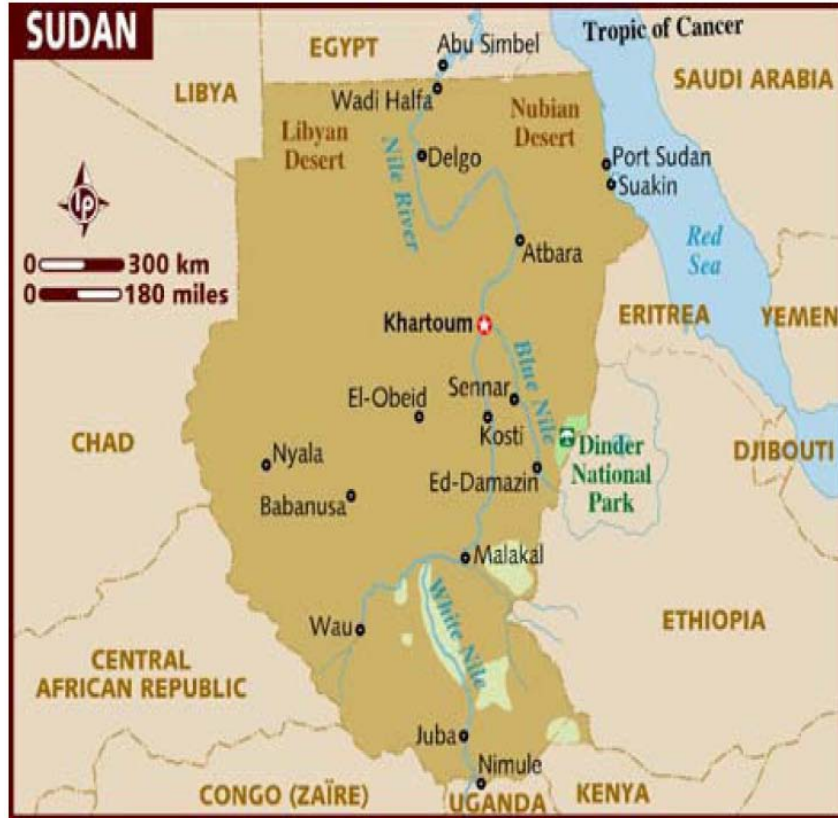 SUDAN
EGYPT
Abu Simbel
Tropic of Cancer
LIBYA
SAUDI ARABIA
Wadi Halfa
Libyan
Desert
Nubian
Desert
Nile River
Delgo
Port Sudan
Suakin
lp
Red
Sea
Atbara
0 300 km
0 180 miles
Khartoum
ERITREA
YEMEN
Blue Nile
El-Obeid
Sennar
Kosti
CHAD
Nyala
Dinder
National
Park
DJIBOUTI
Ed-Damazin
Babanusa
Malakal
White Nile
Wau
ETHIOPIA
CENTRAL
AFRICAN REPUBLIC
Juba
Nimule
CONGO (ZAÏRE)
UGANDA
KENYA